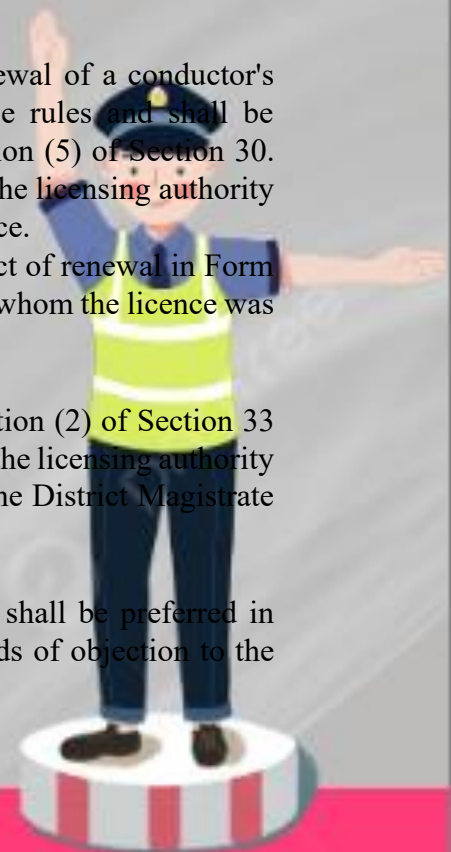 ewal of a conductor's
e rules and shall be
ion (5) of Section 30.
he licensing authority
ce.
ct of renewal in Form
whom the licence was
tion (2) of Section 33
he licensing authority
ne District Magistrate
shall be preferred in
ds of objection to the